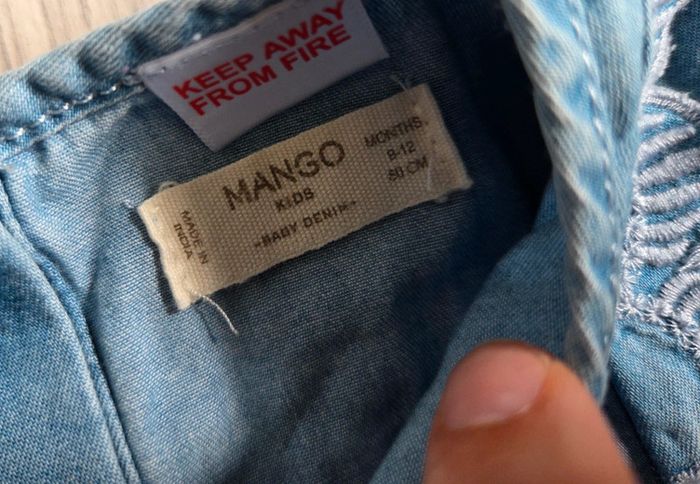 KEEP AWAY
FROM FIRE
MANGO
KIDS
-BABY DENIM-
MONTHS
9-12
80 CM
MADE IN
INDIA